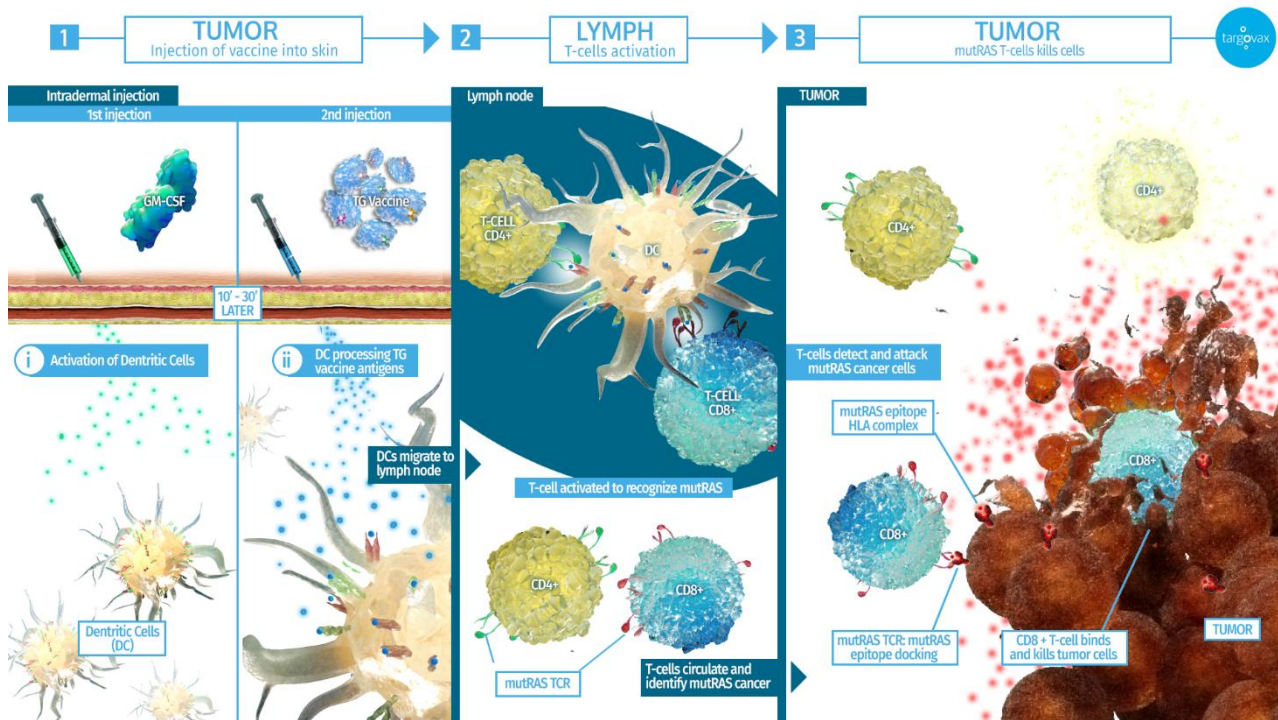 1
TUMOR
Injection of vaccine into skin
2
LYMPH
T-cells activation
3
TUMOR
mutRAS T-cells kills cells
targovax
Intradermal injection
1st injection
2nd injection
GM-CSF
TG Vaccine
10' - 30'
LATER
i
Activation of Dentritic Cells
ii
DC processing TG
vaccine antigens
DCs migrate to
lymph node
Dentritic Cells
(DC)
Lymph node
T-CELL
CD4+
DC
T-CELL
CD8+
T-cell activated to recognize mutRAS
CD4+
CD8+
mutRAS TCR
T-cells circulate and
identify mutRAS cancer
TUMOR
CD4+
CD4+
T-cells detect and attack
mutRAS cancer cells
mutRAS epitope
HLA complex
CD8+
CD8+
mutRAS TCR: mutRAS
epitope docking
CD8 + T-cell binds
and kills tumor cells
TUMOR